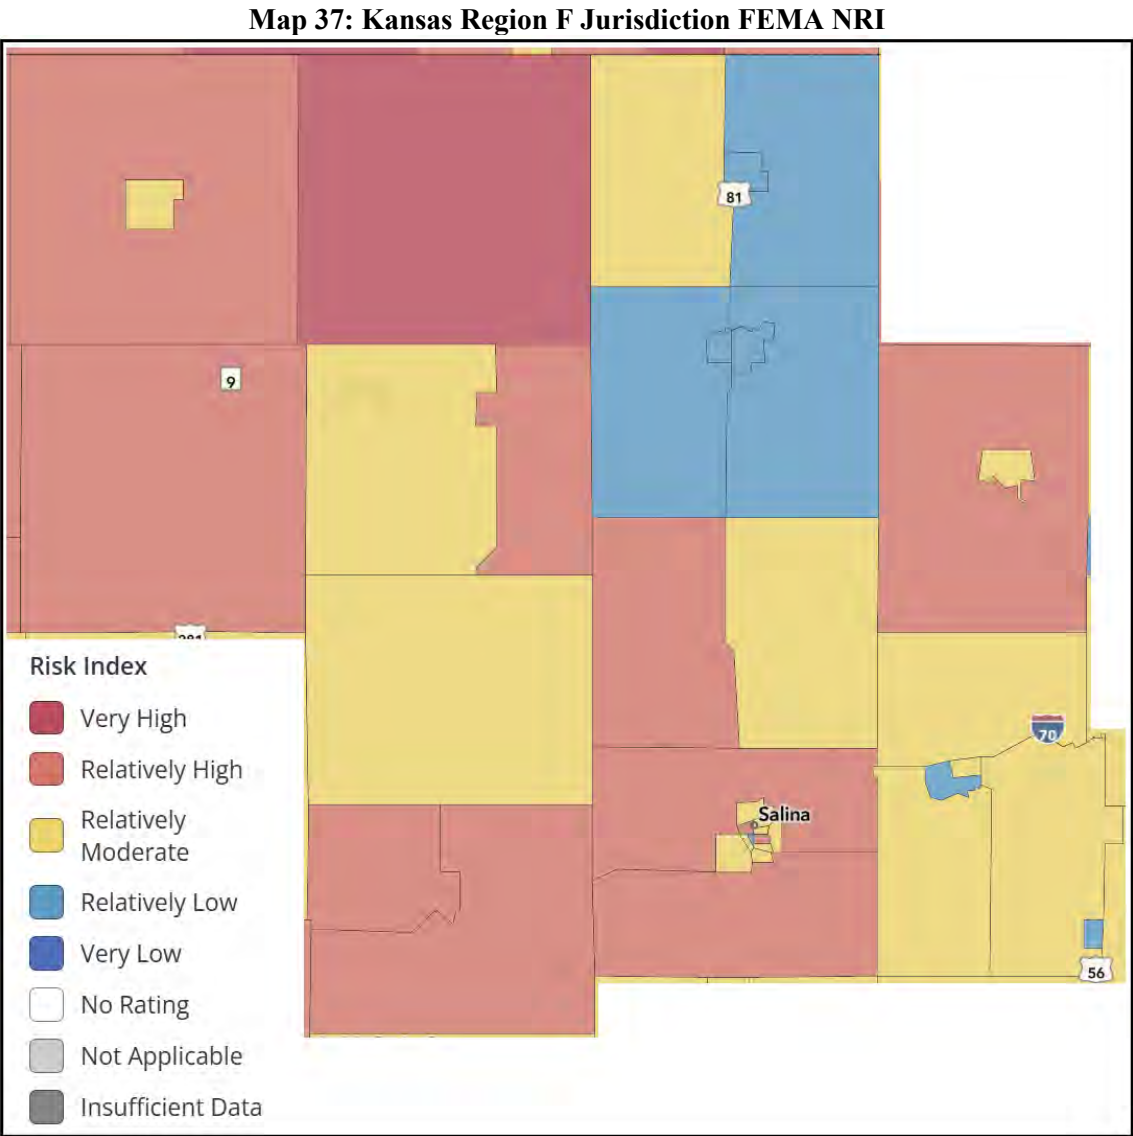 Map 37: Kansas Region F Jurisdiction FEMA NRI
81
9
70
Salina
56
Risk Index
Very High
Relatively High
Relatively
Moderate
Relatively Low
Very Low
No Rating
Not Applicable
Insufficient Data